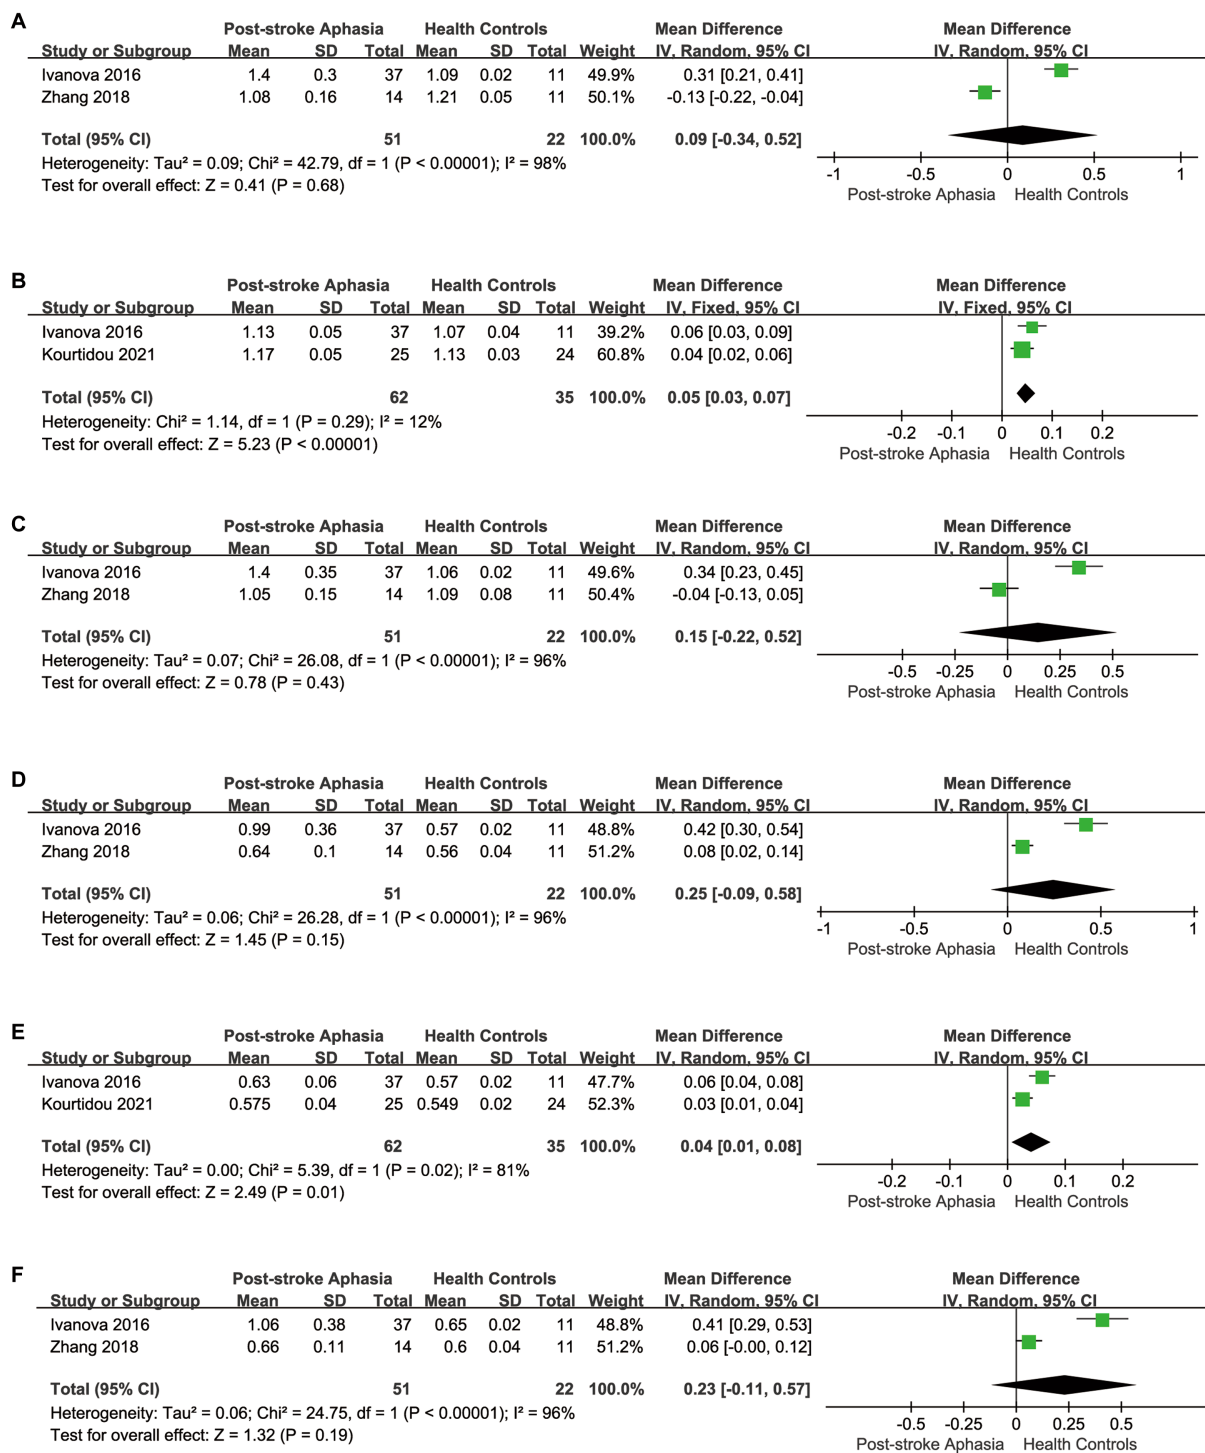 A
Post-stroke Aphasia Health Controls Mean Difference Mean Difference
Study or Subgroup Mean SD Total Mean SD Total Weight IV, Random, 95% CI IV, Random, 95% CI
Ivanova 2016 1.4 0.3 37 1.09 0.02 11 49.9% 0.31 [0.21, 0.41]
Zhang 2018 1.08 0.16 14 1.21 0.05 11 50.1% -0.13 [-0.22, -0.04]
Total (95% CI) 51 22 100.0% 0.09 [-0.34, 0.52]
Heterogeneity: Tau² = 0.09; Chi² = 42.79, df = 1 (P < 0.00001); I² = 98%
Test for overall effect: Z = 0.41 (P = 0.68)
-1 -0.5 0 0.5 1
Post-stroke Aphasia Health Controls
B
Post-stroke Aphasia Health Controls Mean Difference Mean Difference
Study or Subgroup Mean SD Total Mean SD Total Weight IV, Fixed, 95% CI IV, Fixed, 95% CI
Ivanova 2016 1.13 0.05 37 1.07 0.04 11 39.2% 0.06 [0.03, 0.09]
Kourtidou 2021 1.17 0.05 25 1.13 0.03 24 60.8% 0.04 [0.02, 0.06]
Total (95% CI) 62 35 100.0% 0.05 [0.03, 0.07]
Heterogeneity: Chi² = 1.14, df = 1 (P = 0.29); I² = 12%
Test for overall effect: Z = 5.23 (P < 0.00001)
-0.2 -0.1 0 0.1 0.2
Post-stroke Aphasia Health Controls
C
Post-stroke Aphasia Health Controls Mean Difference Mean Difference
Study or Subgroup Mean SD Total Mean SD Total Weight IV, Random, 95% CI IV, Random, 95% CI
Ivanova 2016 1.4 0.35 37 1.06 0.02 11 49.6% 0.34 [0.23, 0.45]
Zhang 2018 1.05 0.15 14 1.09 0.08 11 50.4% -0.04 [-0.13, 0.05]
Total (95% CI) 51 22 100.0% 0.15 [-0.22, 0.52]
Heterogeneity: Tau² = 0.07; Chi² = 26.08, df = 1 (P < 0.00001); I² = 96%
Test for overall effect: Z = 0.78 (P = 0.43)
-0.5 -0.25 0 0.25 0.5
Post-stroke Aphasia Health Controls
D
Post-stroke Aphasia Health Controls Mean Difference Mean Difference
Study or Subgroup Mean SD Total Mean SD Total Weight IV, Random, 95% CI IV, Random, 95% CI
Ivanova 2016 0.99 0.36 37 0.57 0.02 11 48.8% 0.42 [0.30, 0.54]
Zhang 2018 0.64 0.1 14 0.56 0.04 11 51.2% 0.08 [0.02, 0.14]
Total (95% CI) 51 22 100.0% 0.25 [-0.09, 0.58]
Heterogeneity: Tau² = 0.06; Chi² = 26.28, df = 1 (P < 0.00001); I² = 96%
Test for overall effect: Z = 1.45 (P = 0.15)
-1 -0.5 0 0.5 1
Post-stroke Aphasia Health Controls
E
Post-stroke Aphasia Health Controls Mean Difference Mean Difference
Study or Subgroup Mean SD Total Mean SD Total Weight IV, Random, 95% CI IV, Random, 95% CI
Ivanova 2016 0.63 0.06 37 0.57 0.02 11 47.7% 0.06 [0.04, 0.08]
Kourtidou 2021 0.575 0.04 25 0.549 0.02 24 52.3% 0.03 [0.01, 0.04]
Total (95% CI) 62 35 100.0% 0.04 [0.01, 0.08]
Heterogeneity: Tau² = 0.00; Chi² = 5.39, df = 1 (P = 0.02); I² = 81%
Test for overall effect: Z = 2.49 (P = 0.01)
-0.2 -0.1 0 0.1 0.2
Post-stroke Aphasia Health Controls
F
Post-stroke Aphasia Health Controls Mean Difference Mean Difference
Study or Subgroup Mean SD Total Mean SD Total Weight IV, Random, 95% CI IV, Random, 95% CI
Ivanova 2016 1.06 0.38 37 0.65 0.02 11 48.8% 0.41 [0.29, 0.53]
Zhang 2018 0.66 0.11 14 0.6 0.04 11 51.2% 0.06 [-0.00, 0.12]
Total (95% CI) 51 22 100.0% 0.23 [-0.11, 0.57]
Heterogeneity: Tau² = 0.06; Chi² = 24.75, df = 1 (P < 0.00001); I² = 96%
Test for overall effect: Z = 1.32 (P = 0.19)
-0.5 -0.25 0 0.25 0.5
Post-stroke Aphasia Health Controls